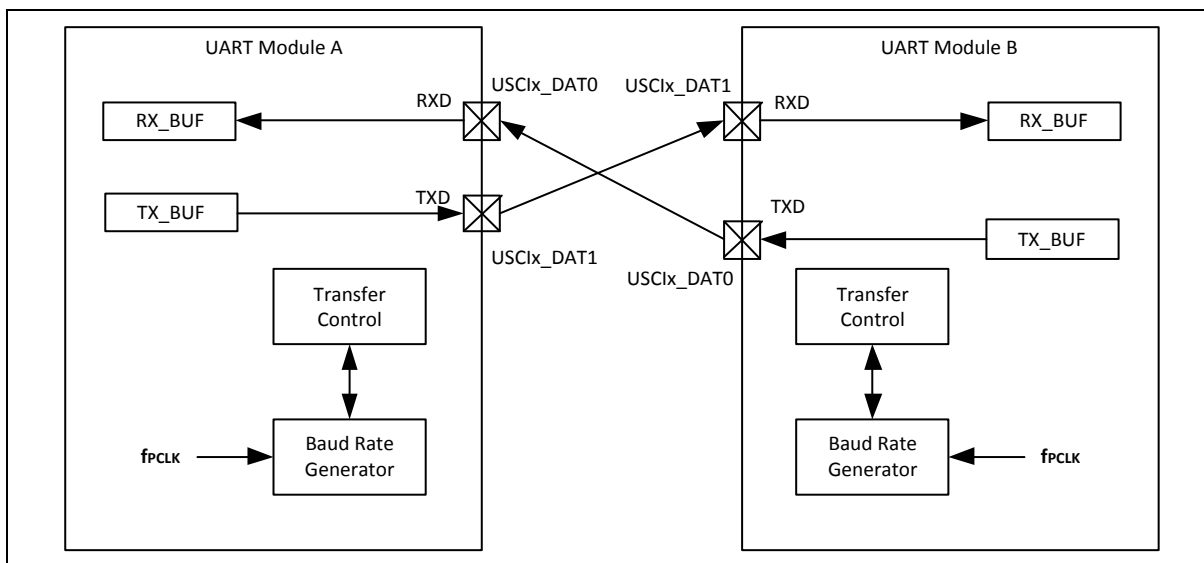 UART Module A
USCIx_DAT0
RXD
RX_BUF
TX_BUF
TXD
USCIx_DAT1
Transfer
Control
Baud Rate
Generator
fPCLK
UART Module B
USCIx_DAT1
RXD
RX_BUF
TXD
TX_BUF
USCIx_DAT0
Transfer
Control
Baud Rate
Generator
fPCLK